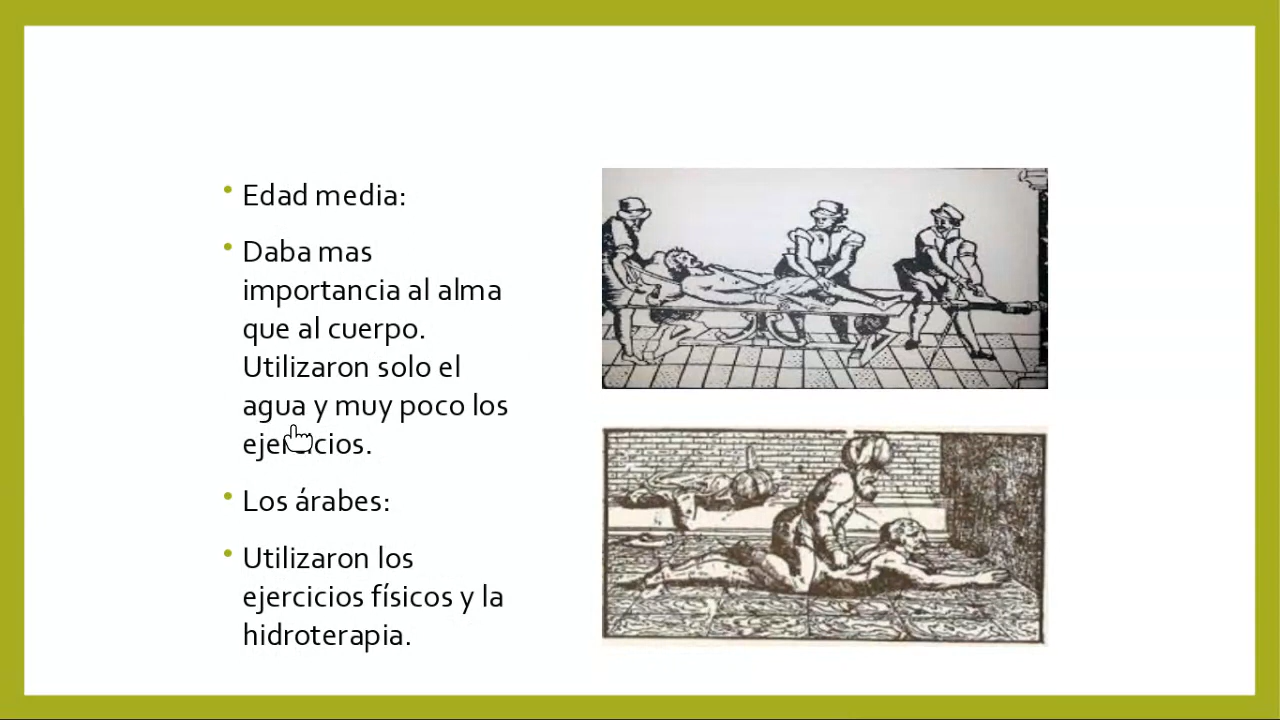 Edad media:
Daba mas
importancia al alma
que al cuerpo.
Utilizaron solo el
agua y muy poco los
ejercicios.
Los árabes:
Utilizaron los
ejercicios físicos y la
hidroterapia.